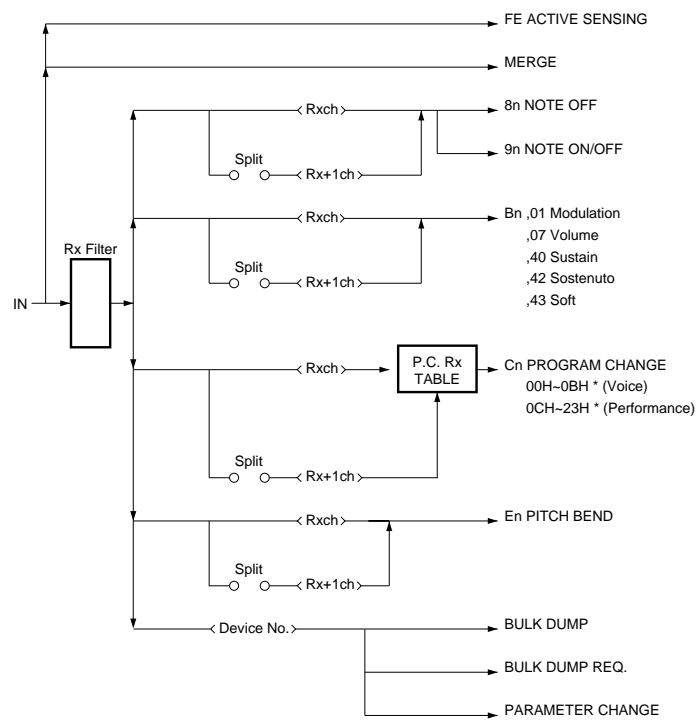 FE ACTIVE SENSING
MERGE
< Rxch >
8n NOTE OFF
Split
< Rx+1ch >
9n NOTE ON/OFF
< Rxch >
Bn ,01 Modulation
,07 Volume
Rx Filter
Split
< Rx+1ch >
,40 Sustain
,42 Sostenuto
,43 Soft
IN
< Rxch >
P.C. Rx
TABLE
Cn PROGRAM CHANGE
00H~0BH * (Voice)
0CH~23H * (Performance)
Split
< Rx+1ch >
< Rxch >
En PITCH BEND
Split
< Rx+1ch >
< Device No. >
BULK DUMP
BULK DUMP REQ.
PARAMETER CHANGE